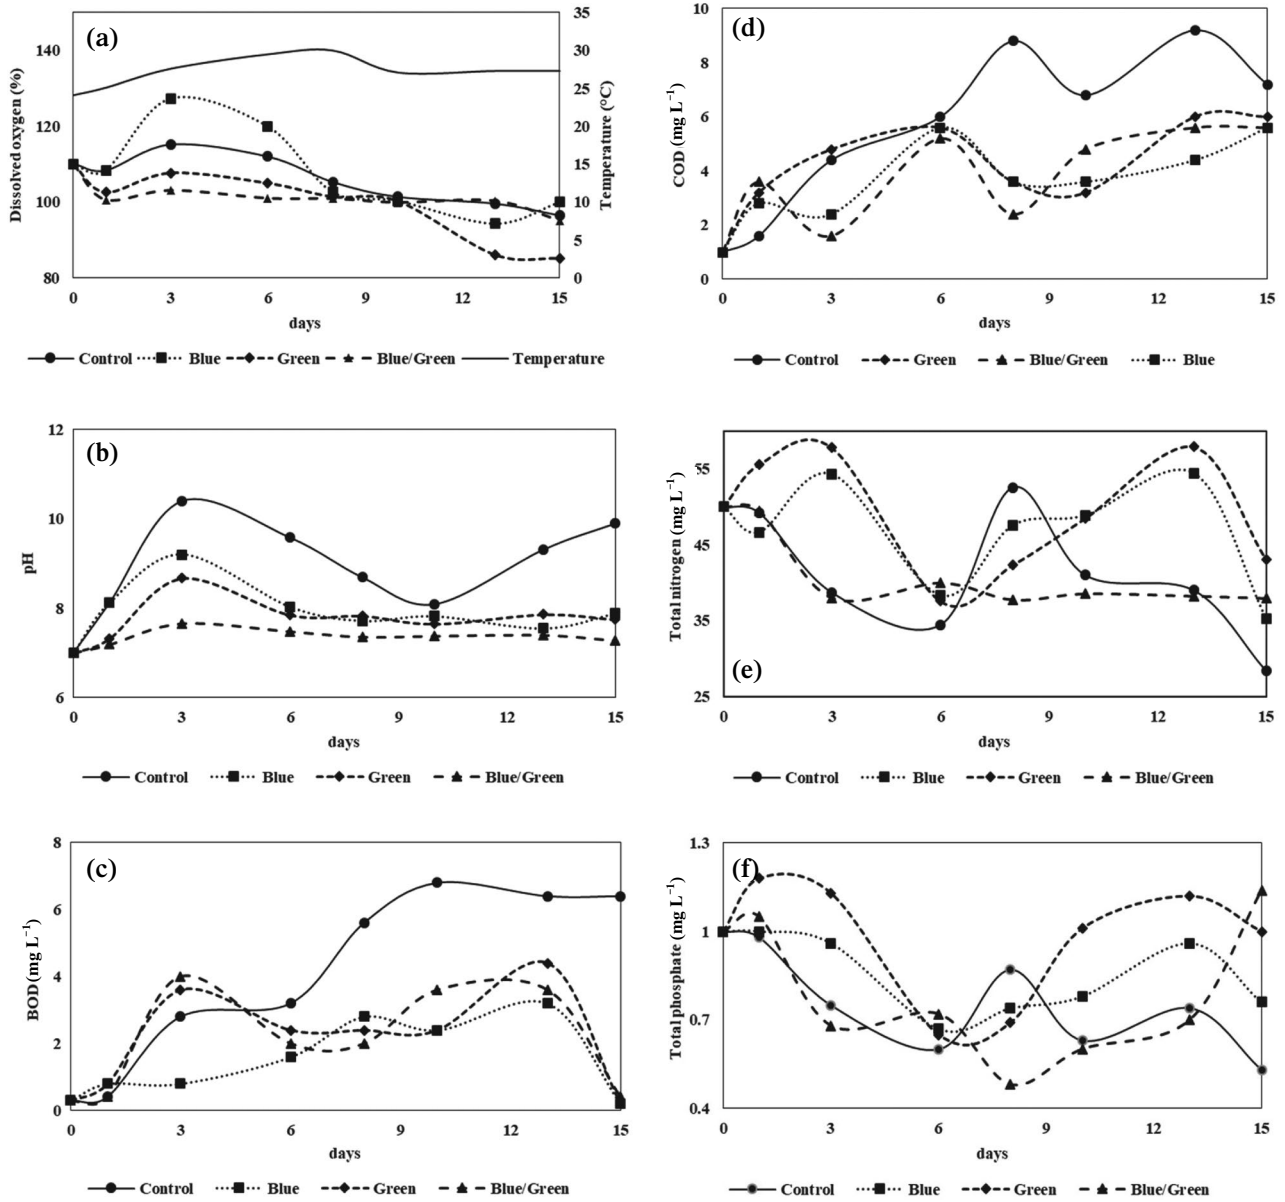 (a)
Dissolved oxygen (%)
140
120
100
80
35
30
25
20
15
10
5
0
Temperature (°C)
0 3 6 9 12 15
days
Control Blue Green Blue/Green Temperature
(d)
COD (mg L⁻¹)
10
8
6
4
2
0
0 3 6 9 12 15
days
Control Green Blue/Green Blue
(b)
pH
12
10
8
6
0 3 6 9 12 15
days
Control Blue Green Blue/Green
(e)
Total nitrogen (mg L⁻¹)
55
45
35
25
0 3 6 9 12 15
days
Control Blue Green Blue/Green
(c)
BOD (mg L⁻¹)
8
6
4
2
0
0 3 6 9 12 15
days
Control Blue Green Blue/Green
(f)
Total phosphate (mg L⁻¹)
1.3
1
0.7
0.4
0 3 6 9 12 15
days
Control Blue Green Blue/Green